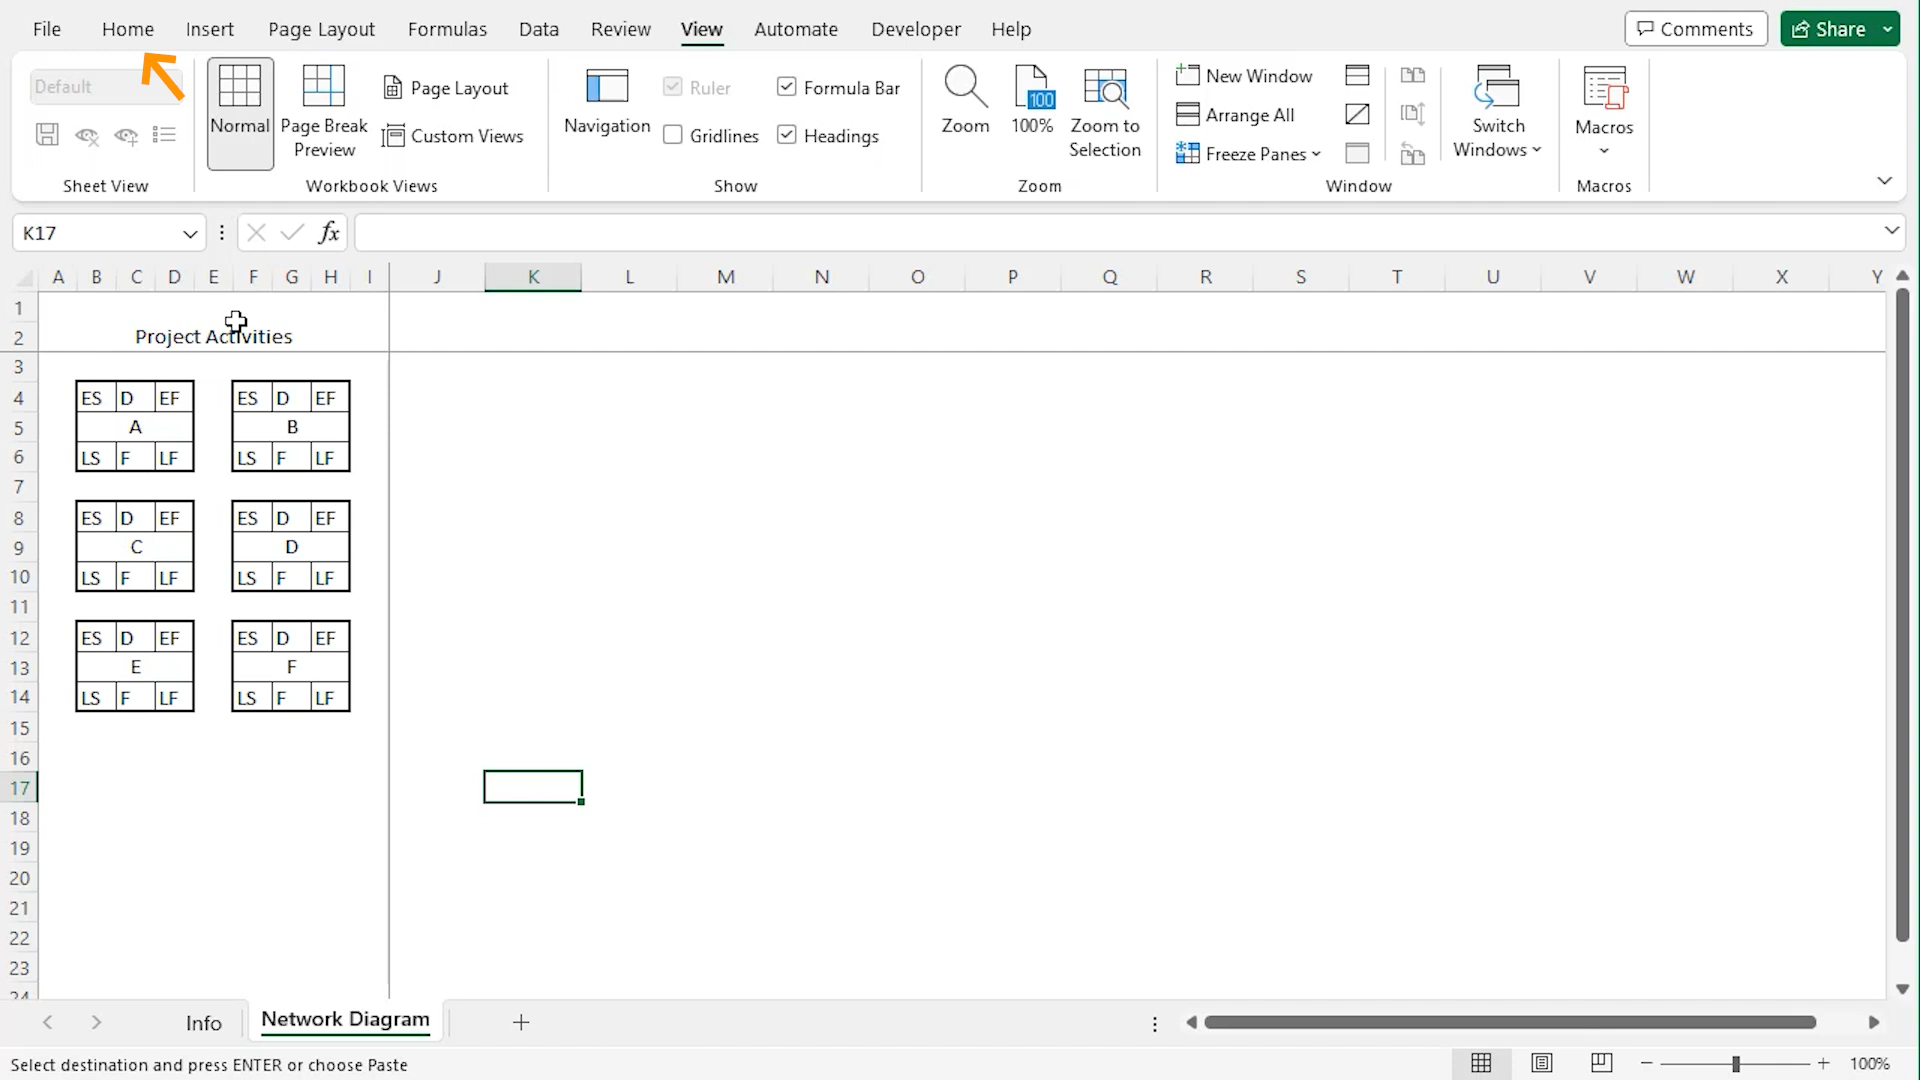 File Home Insert Page Layout Formulas Data Review View Automate Developer Help Comments Share
Default
Normal
Page Break Preview
Page Layout
Custom Views
Navigation
Ruler
Formula Bar
Gridlines
Headings
Zoom
100
100%
Zoom to Selection
New Window
Arrange All
Freeze Panes
Switch Windows
Macros
Sheet View Workbook Views Show Zoom Window Macros
K17 fx
A B C D E F G H I J K L M N O P Q R S T U V W X Y
1
2 Project Activities
3
4 ES D EF ES D EF
5 A B
6 LS F LF LS F LF
7
8 ES D EF ES D EF
9 C D
10 LS F LF LS F LF
11
12 ES D EF ES D EF
13 E F
14 LS F LF LS F LF
15
16
17
18
19
20
21
22
23
24
Info Network Diagram
Select destination and press ENTER or choose Paste 100%